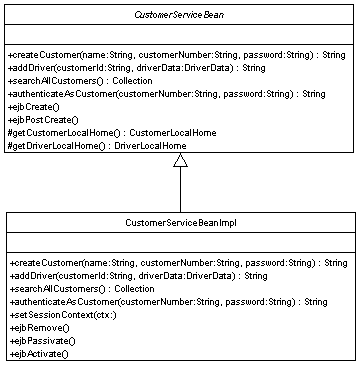 CustomerServiceBean
+createCustomer(name:String, customerNumber:String, password:String) : String
+addDriver(customerId:String, driverData:DriverData) : String
+searchAllCustomers() : Collection
+authenticateAsCustomer(customerNumber:String, password:String) : String
+ejbCreate()
+ejbPostCreate()
#getCustomerLocalHome() : CustomerLocalHome
#getDriverLocalHome() : DriverLocalHome
CustomerServiceBeanImpl
+createCustomer(name:String, customerNumber:String, password:String) : String
+addDriver(customerId:String, driverData:DriverData) : String
+searchAllCustomers() : Collection
+authenticateAsCustomer(customerNumber:String, password:String) : String
+setSessionContext(ctx:)
+ejbRemove()
+ejbPassivate()
+ejbActivate()